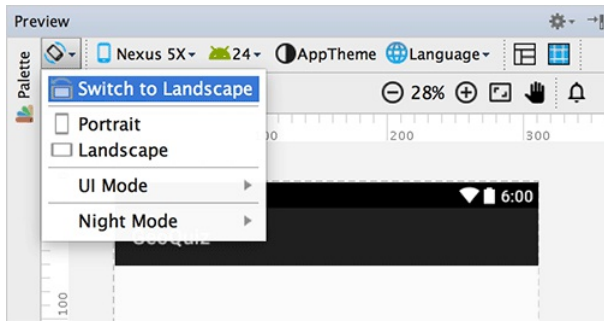 Preview
Palette
Nexus 5X
24
AppTheme
Language
Switch to Landscape
28%
Portrait
Landscape
200
300
UI Mode
6:00
Night Mode
GeoQuiz
100